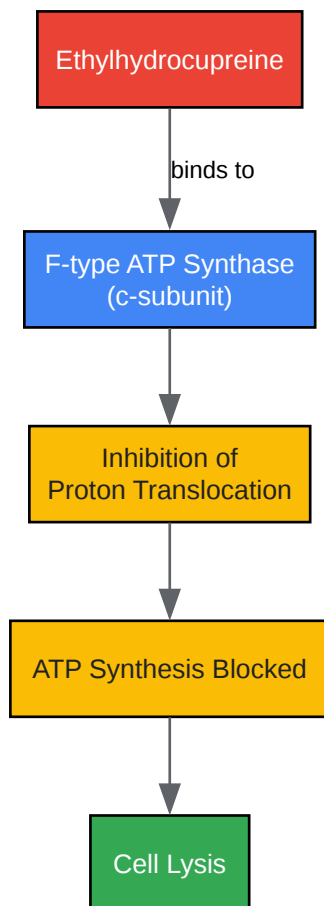 Ethylhydrocupreine
binds to
F-type ATP Synthase
(c-subunit)
Inhibition of
Proton Translocation
ATP Synthesis Blocked
Cell Lysis